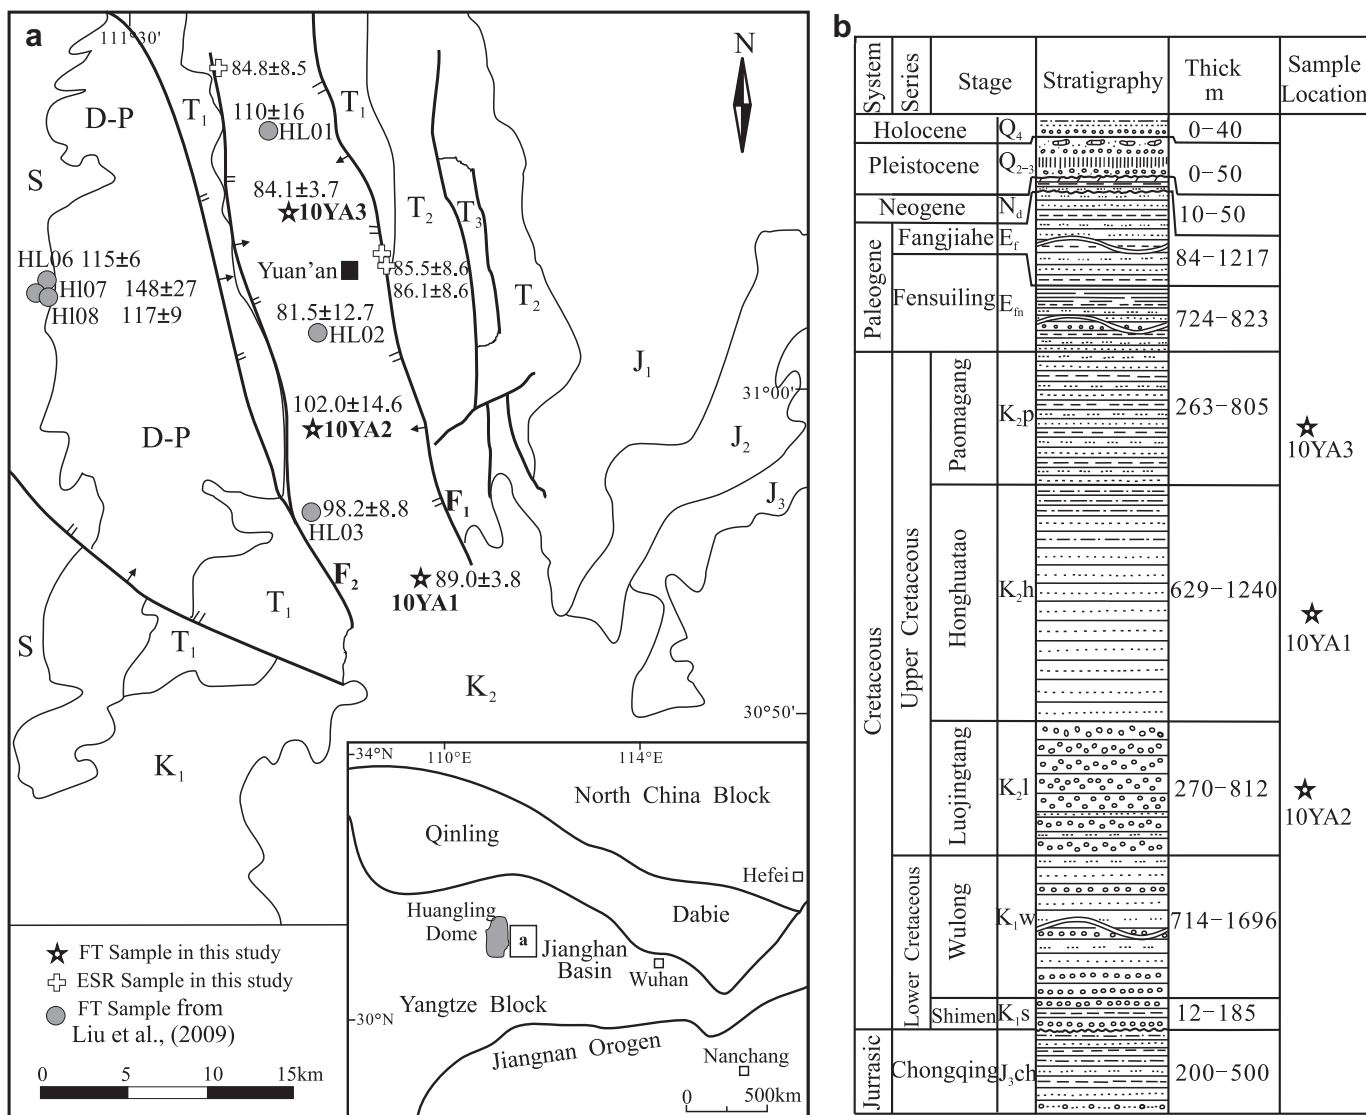 a
111°30'
N
84.8±8.5
T1
T1
D-P
110±16
HL01
S
84.1±3.7
10YA3
T2
T3
HL06 115±6
Yuan'an
85.5±8.6
86.1±8.6
Hl07 148±27
Hl08 117±9
T2
81.5±12.7
HL02
J1
31°00'
102.0±14.6
10YA2
D-P
J2
J3
F1
98.2±8.8
HL03
F2
89.0±3.8
10YA1
T1
S
T1
K2
30°50'
K1
34°N
110°E
114°E
North China Block
Qinling
Hefei
Huangling
Dome
Dabie
a
Jianghan
Basin
Wuhan
Yangtze Block
30°N
Jiangnan Orogen
Nanchang
0 500km
FT Sample in this study
ESR Sample in this study
FT Sample from
Liu et al., (2009)
0 5 10 15km
b
System
Series
Stage
Stratigraphy
Thick
m
Sample
Location
Holocene Q4 0-40
Pleistocene Q2-3 0-50
Neogene Nd 10-50
Paleogene
Fangjiahe Ef 84-1217
Fensuiling Efn 724-823
Cretaceous
Upper Cretaceous
Paomagang K2p 263-805
10YA3
Honghuatao K2h 629-1240
10YA1
Luojingtang K2l 270-812
10YA2
Lower Cretaceous
Wulong K1w 714-1696
Shimen K1s 12-185
Jurrasic
Chongqing J3ch 200-500